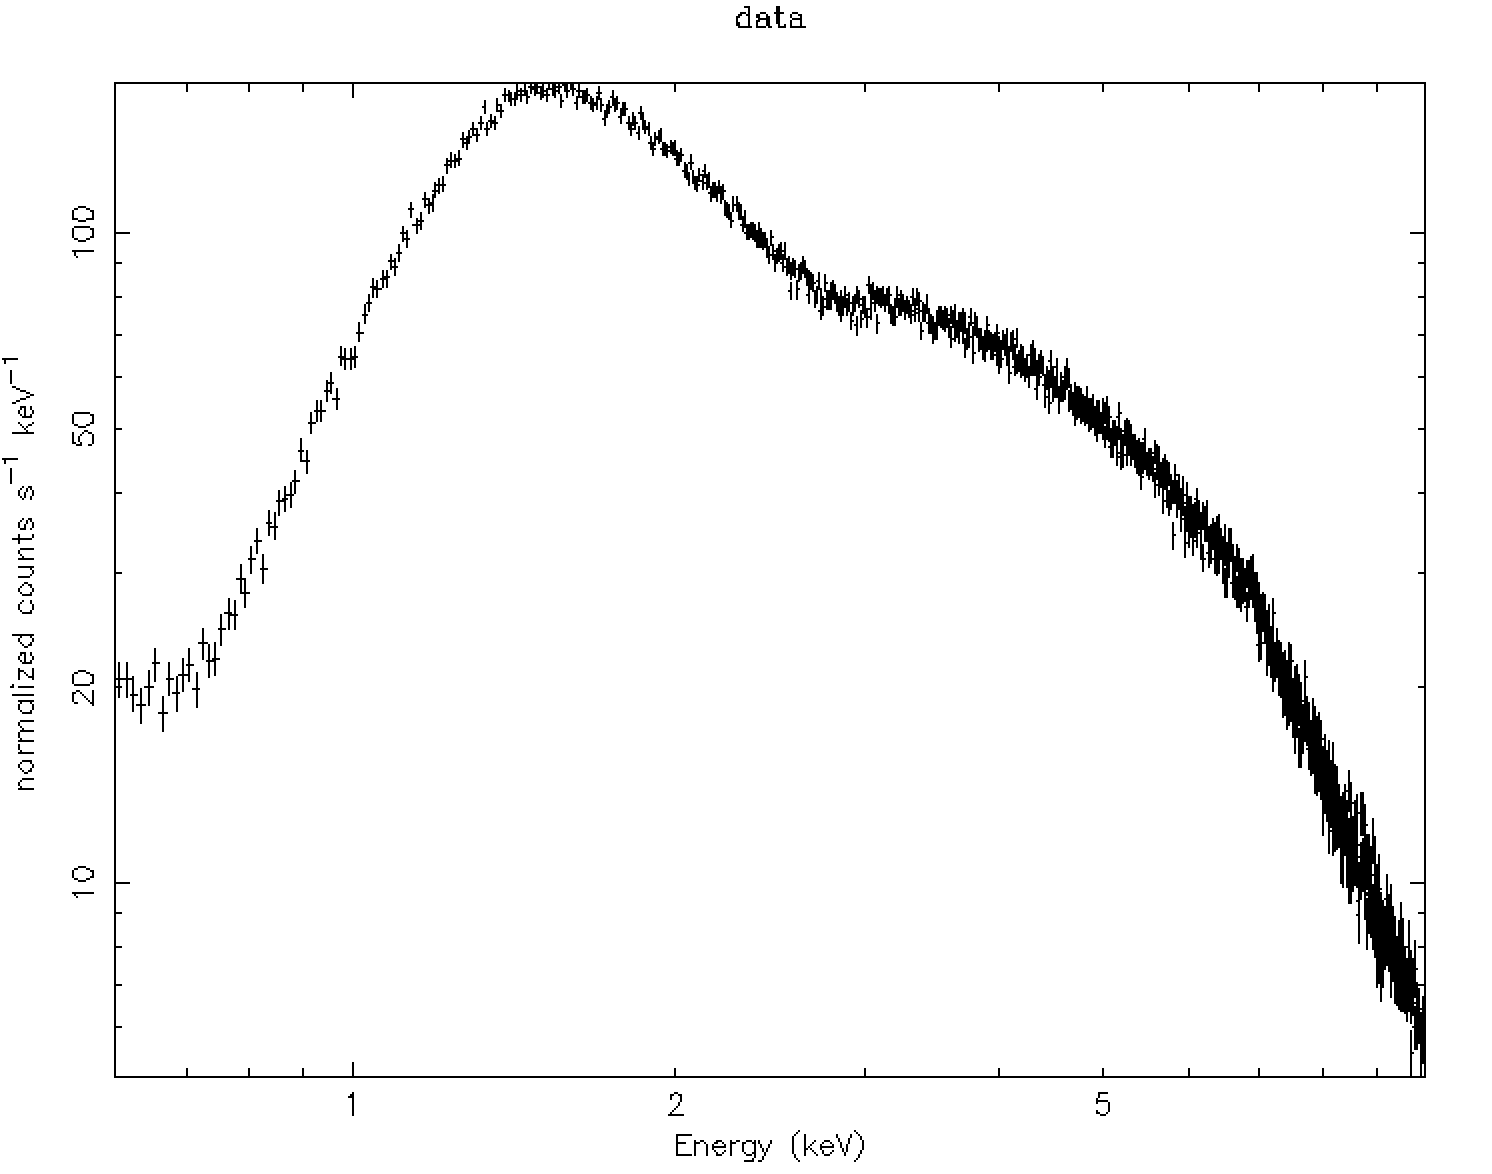 data
100
50
20
10
normalized counts s⁻¹ keV⁻¹
1 2 5
Energy (keV)